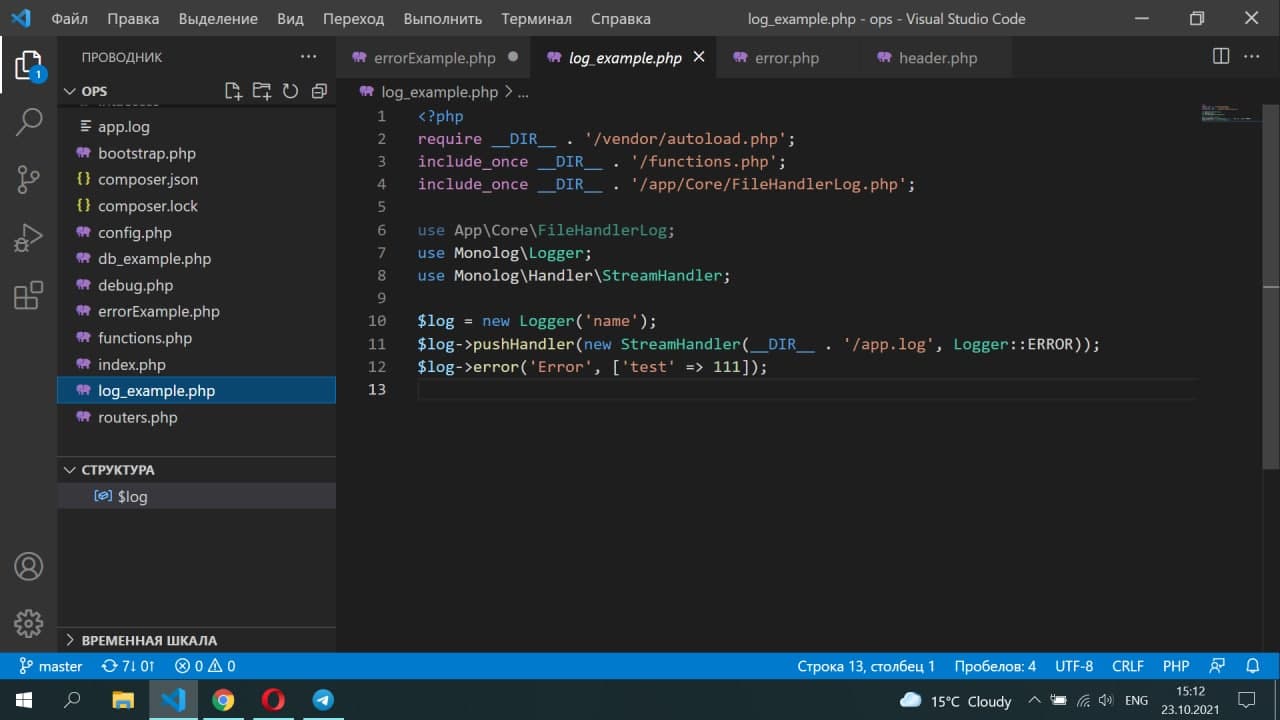 Файл Правка Выделение Вид Переход Выполнить Терминал Справка log_example.php - ops - Visual Studio Code
ПРОВОДНИК
errorExample.php log_example.php error.php header.php
OPS
app.log
bootstrap.php
composer.json
composer.lock
config.php
db_example.php
debug.php
errorExample.php
functions.php
index.php
log_example.php
routers.php
СТРУКТУРА
$log
ВРЕМЕННАЯ ШКАЛА
1
log_example.php > ...
1 <?php
2 require __DIR__ . '/vendor/autoload.php';
3 include_once __DIR__ . '/functions.php';
4 include_once __DIR__ . '/app/Core/FileHandlerLog.php';
5
6 use App\Core\FileHandlerLog;
7 use Monolog\Logger;
8 use Monolog\Handler\StreamHandler;
9
10 $log = new Logger('name');
11 $log->pushHandler(new StreamHandler(__DIR__ . '/app.log', Logger::ERROR));
12 $log->error('Error', ['test' => 111]);
13
master 7↓ 0↑ 0 0 Строка 13, столбец 1 Пробелов: 4 UTF-8 CRLF PHP
15°C Cloudy ENG 15:12
23.10.2021